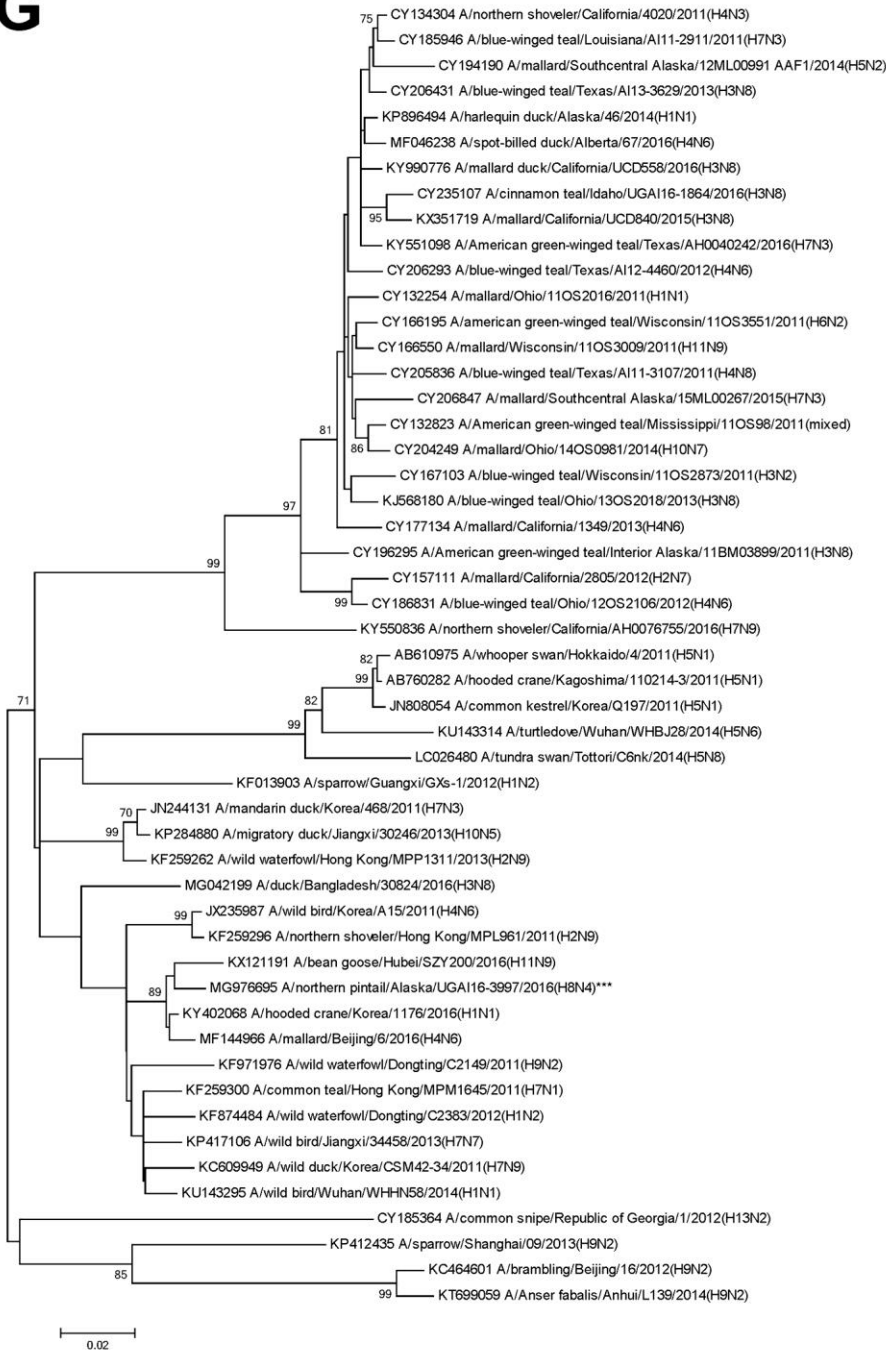 G
75
CY134304 A/northern shoveler/California/4020/2011(H4N3)
CY185946 A/blue-winged teal/Louisiana/AI11-2911/2011(H7N3)
CY194190 A/mallard/Southcentral Alaska/12ML00991 AAF1/2014(H5N2)
CY206431 A/blue-winged teal/Texas/AI13-3629/2013(H3N8)
KP896494 A/harlequin duck/Alaska/46/2014(H1N1)
MF046238 A/spot-billed duck/Alberta/67/2016(H4N6)
KY990776 A/mallard duck/California/UCD558/2016(H3N8)
CY235107 A/cinnamon teal/Idaho/UGAI16-1864/2016(H3N8)
95
KX351719 A/mallard/California/UCD840/2015(H3N8)
KY551098 A/American green-winged teal/Texas/AH0040242/2016(H7N3)
CY206293 A/blue-winged teal/Texas/AI12-4460/2012(H4N6)
CY132254 A/mallard/Ohio/11OS2016/2011(H1N1)
CY166195 A/american green-winged teal/Wisconsin/11OS3551/2011(H6N2)
CY166550 A/mallard/Wisconsin/11OS3009/2011(H11N9)
CY205836 A/blue-winged teal/Texas/AI11-3107/2011(H4N8)
CY206847 A/mallard/Southcentral Alaska/15ML00267/2015(H7N3)
81
CY132823 A/American green-winged teal/Mississippi/11OS98/2011(mixed)
86
CY204249 A/mallard/Ohio/14OS0981/2014(H10N7)
CY167103 A/blue-winged teal/Wisconsin/11OS2873/2011(H3N2)
KJ568180 A/blue-winged teal/Ohio/13OS2018/2013(H3N8)
97
CY177134 A/mallard/California/1349/2013(H4N6)
CY196295 A/American green-winged teal/Interior Alaska/11BM03899/2011(H3N8)
99
CY157111 A/mallard/California/2805/2012(H2N7)
99
CY186831 A/blue-winged teal/Ohio/12OS2106/2012(H4N6)
KY550836 A/northern shoveler/California/AH0076755/2016(H7N9)
82
AB610975 A/whooper swan/Hokkaido/4/2011(H5N1)
99
AB760282 A/hooded crane/Kagoshima/110214-3/2011(H5N1)
71
82
JN808054 A/common kestrel/Korea/Q197/2011(H5N1)
99
KU143314 A/turtledove/Wuhan/WHBJ28/2014(H5N6)
LC026480 A/tundra swan/Tottori/C6nk/2014(H5N8)
KF013903 A/sparrow/Guangxi/GXs-1/2012(H1N2)
70
JN244131 A/mandarin duck/Korea/468/2011(H7N3)
99
KP284880 A/migratory duck/Jiangxi/30246/2013(H10N5)
KF259262 A/wild waterfowl/Hong Kong/MPP1311/2013(H2N9)
MG042199 A/duck/Bangladesh/30824/2016(H3N8)
99
JX235987 A/wild bird/Korea/A15/2011(H4N6)
KF259296 A/northern shoveler/Hong Kong/MPL961/2011(H2N9)
KX121191 A/bean goose/Hubei/SZY200/2016(H11N9)
89
MG976695 A/northern pintail/Alaska/UGAI16-3997/2016(H8N4)***
KY402068 A/hooded crane/Korea/1176/2016(H1N1)
MF144966 A/mallard/Beijing/6/2016(H4N6)
KF971976 A/wild waterfowl/Dongting/C2149/2011(H9N2)
KF259300 A/common teal/Hong Kong/MPM1645/2011(H7N1)
KF874484 A/wild waterfowl/Dongting/C2383/2012(H1N2)
KP417106 A/wild bird/Jiangxi/34458/2013(H7N7)
KC609949 A/wild duck/Korea/CSM42-34/2011(H7N9)
KU143295 A/wild bird/Wuhan/WHHN58/2014(H1N1)
CY185364 A/common snipe/Republic of Georgia/1/2012(H13N2)
KP412435 A/sparrow/Shanghai/09/2013(H9N2)
85
KC464601 A/brambling/Beijing/16/2012(H9N2)
99
KT699059 A/Anser fabalis/Anhui/L139/2014(H9N2)
0.02